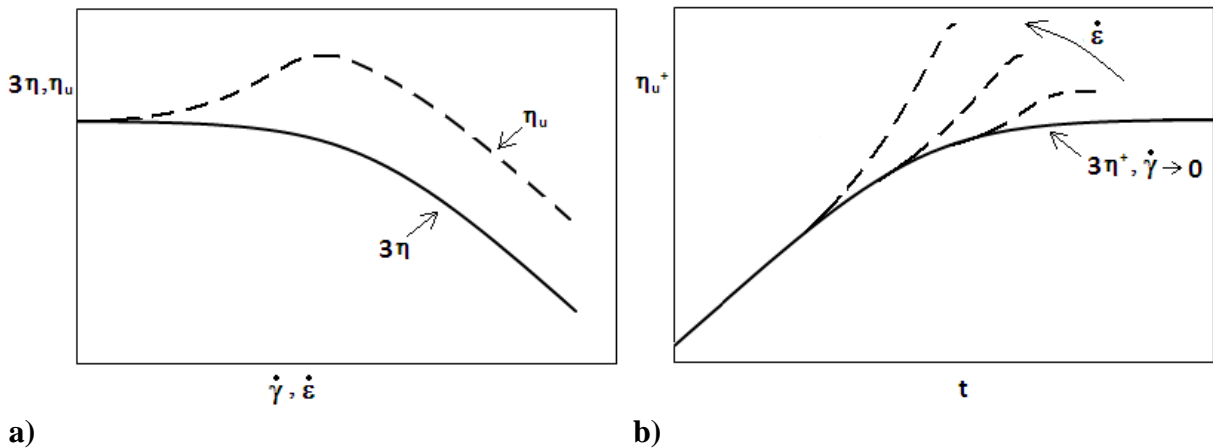 3η, ηᵤ
ηᵤ
3η
γ̇ , ε̇
a)
ηᵤ⁺
ε̇
3η⁺, γ̇ → 0
t
b)